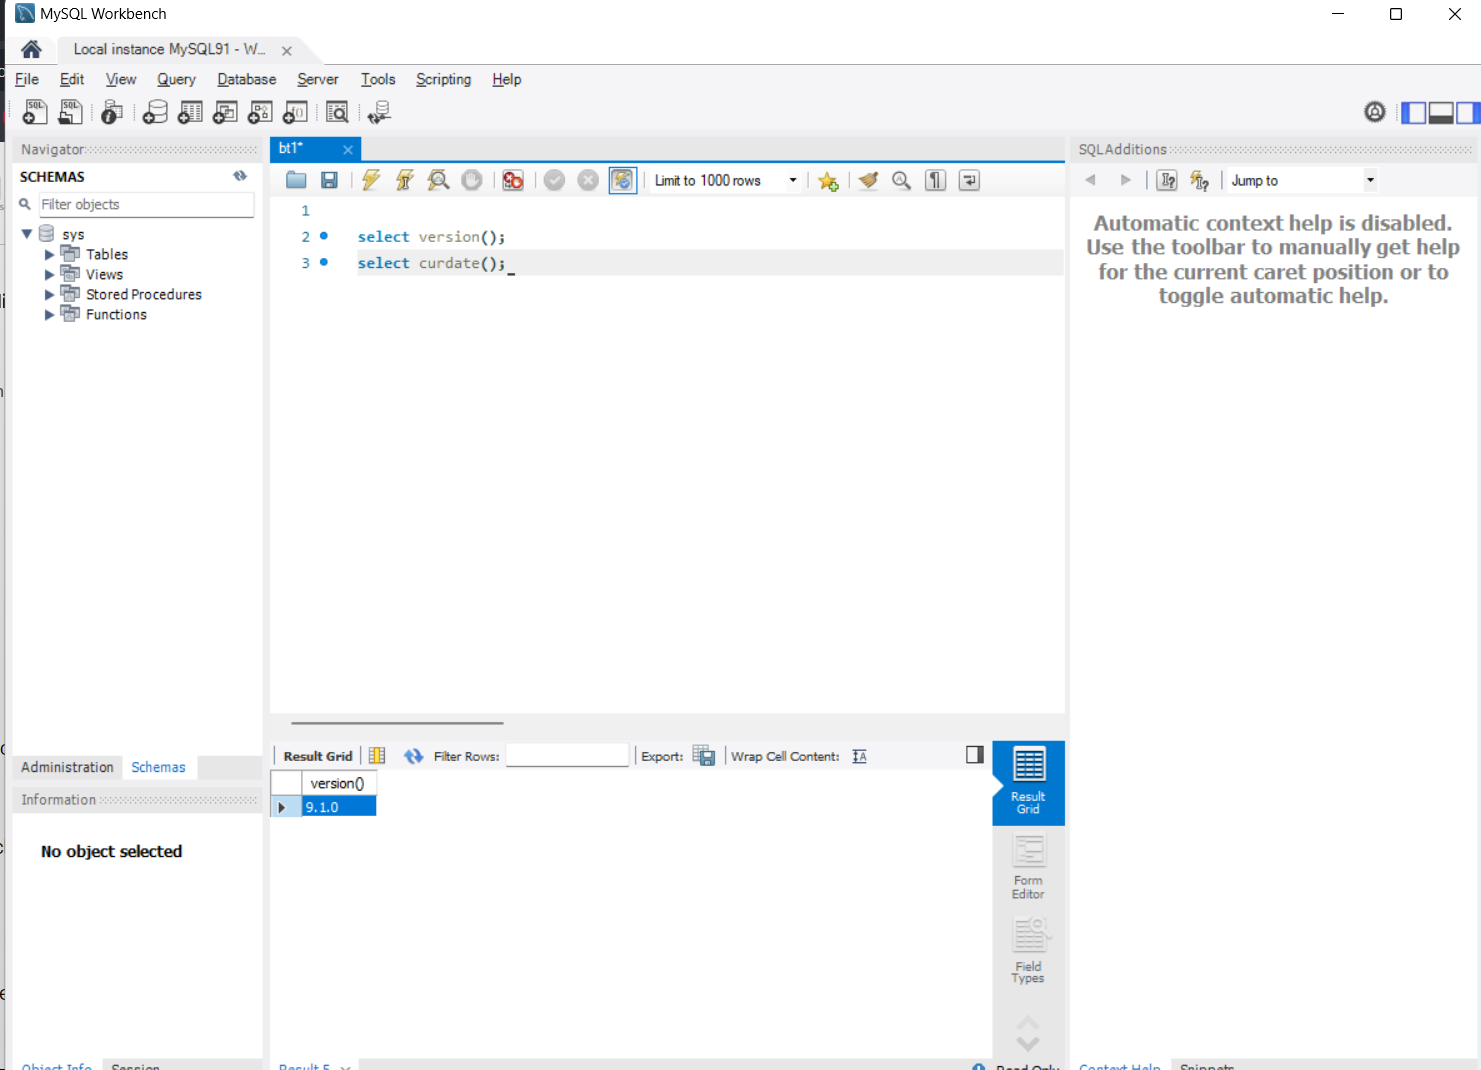 MySQL Workbench
Local instance MySQL91 - W...
File Edit View Query Database Server Tools Scripting Help
Navigator
SCHEMAS
Filter objects
sys
Tables
Views
Stored Procedures
Functions
Administration Schemas
Information
No object selected
Object Info Session
bt1*
Limit to 1000 rows
1
2 select version();
3 select curdate();
Result Grid Filter Rows: Export: Wrap Cell Content:
version()
9.1.0
Result Grid
Form Editor
Field Types
Result 5
Read Only
SQLAdditions
Jump to
Automatic context help is disabled.
Use the toolbar to manually get help
for the current caret position or to
toggle automatic help.
Context Help Snippets